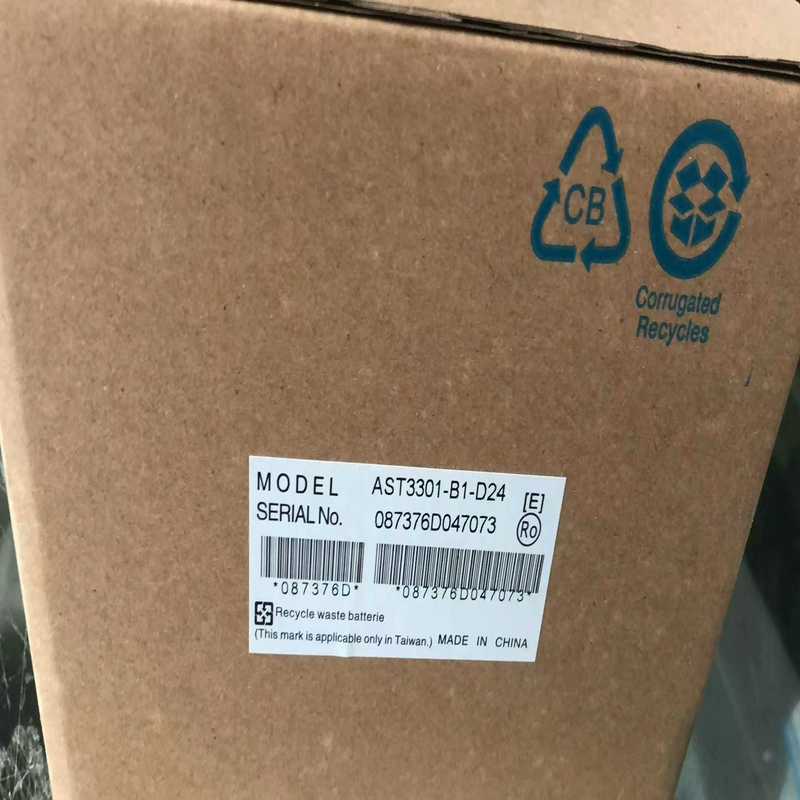 CB
Corrugated
Recycles
MODEL AST3301-B1-D24 [E]
SERIAL No. 087376D047073 Ro
*087376D* *087376D047073*
Recycle waste batterie
(This mark is applicable only in Taiwan.) MADE IN CHINA